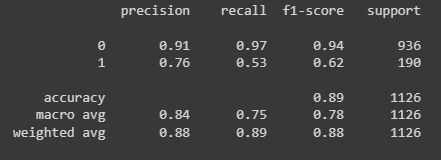 precision recall f1-score support
0 0.91 0.97 0.94 936
1 0.76 0.53 0.62 190
accuracy 0.89 1126
macro avg 0.84 0.75 0.78 1126
weighted avg 0.88 0.89 0.88 1126